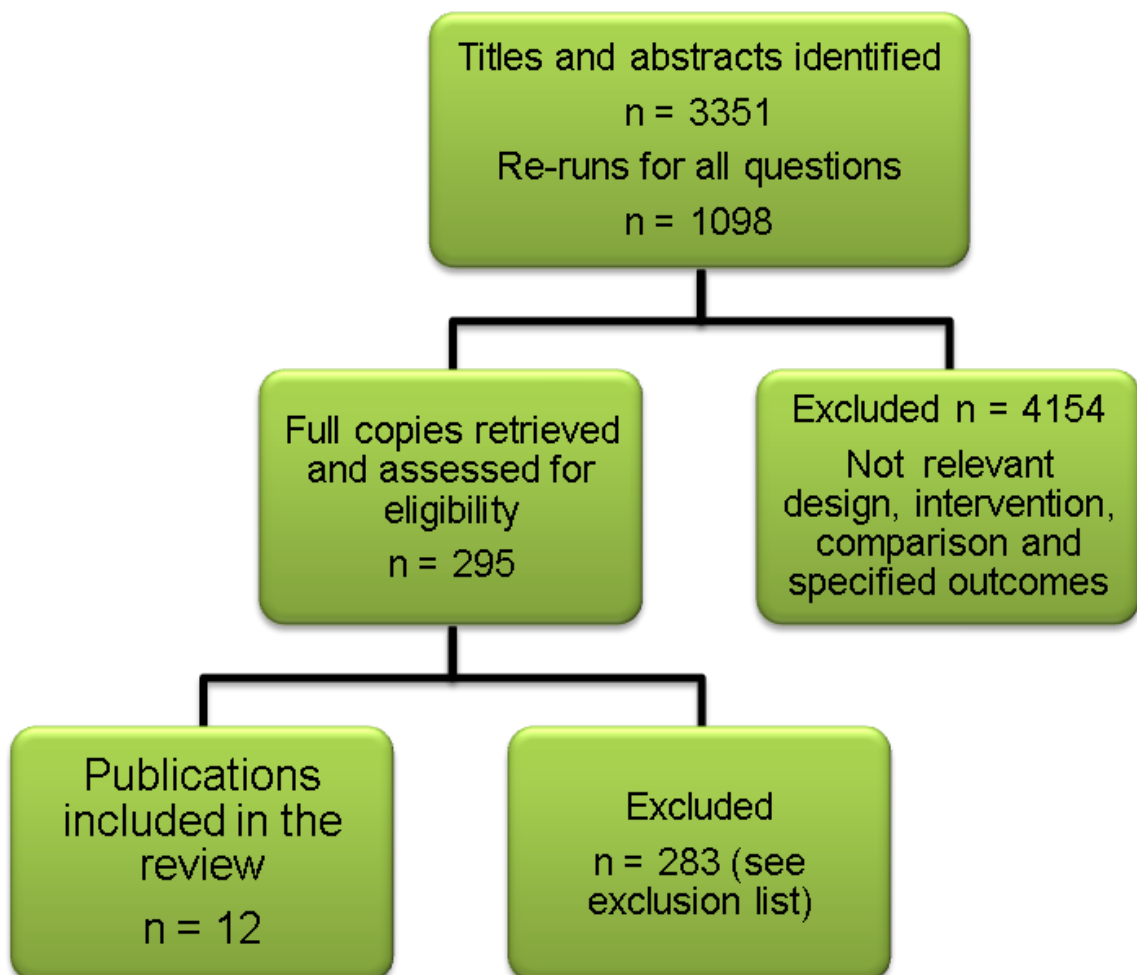 Titles and abstracts identified
n = 3351
Re-runs for all questions
n = 1098
Full copies retrieved
and assessed for
eligibility
n = 295
Excluded n = 4154
Not relevant
design, intervention,
comparison and
specified outcomes
Publications
included in the
review
n = 12
Excluded
n = 283 (see
exclusion list)